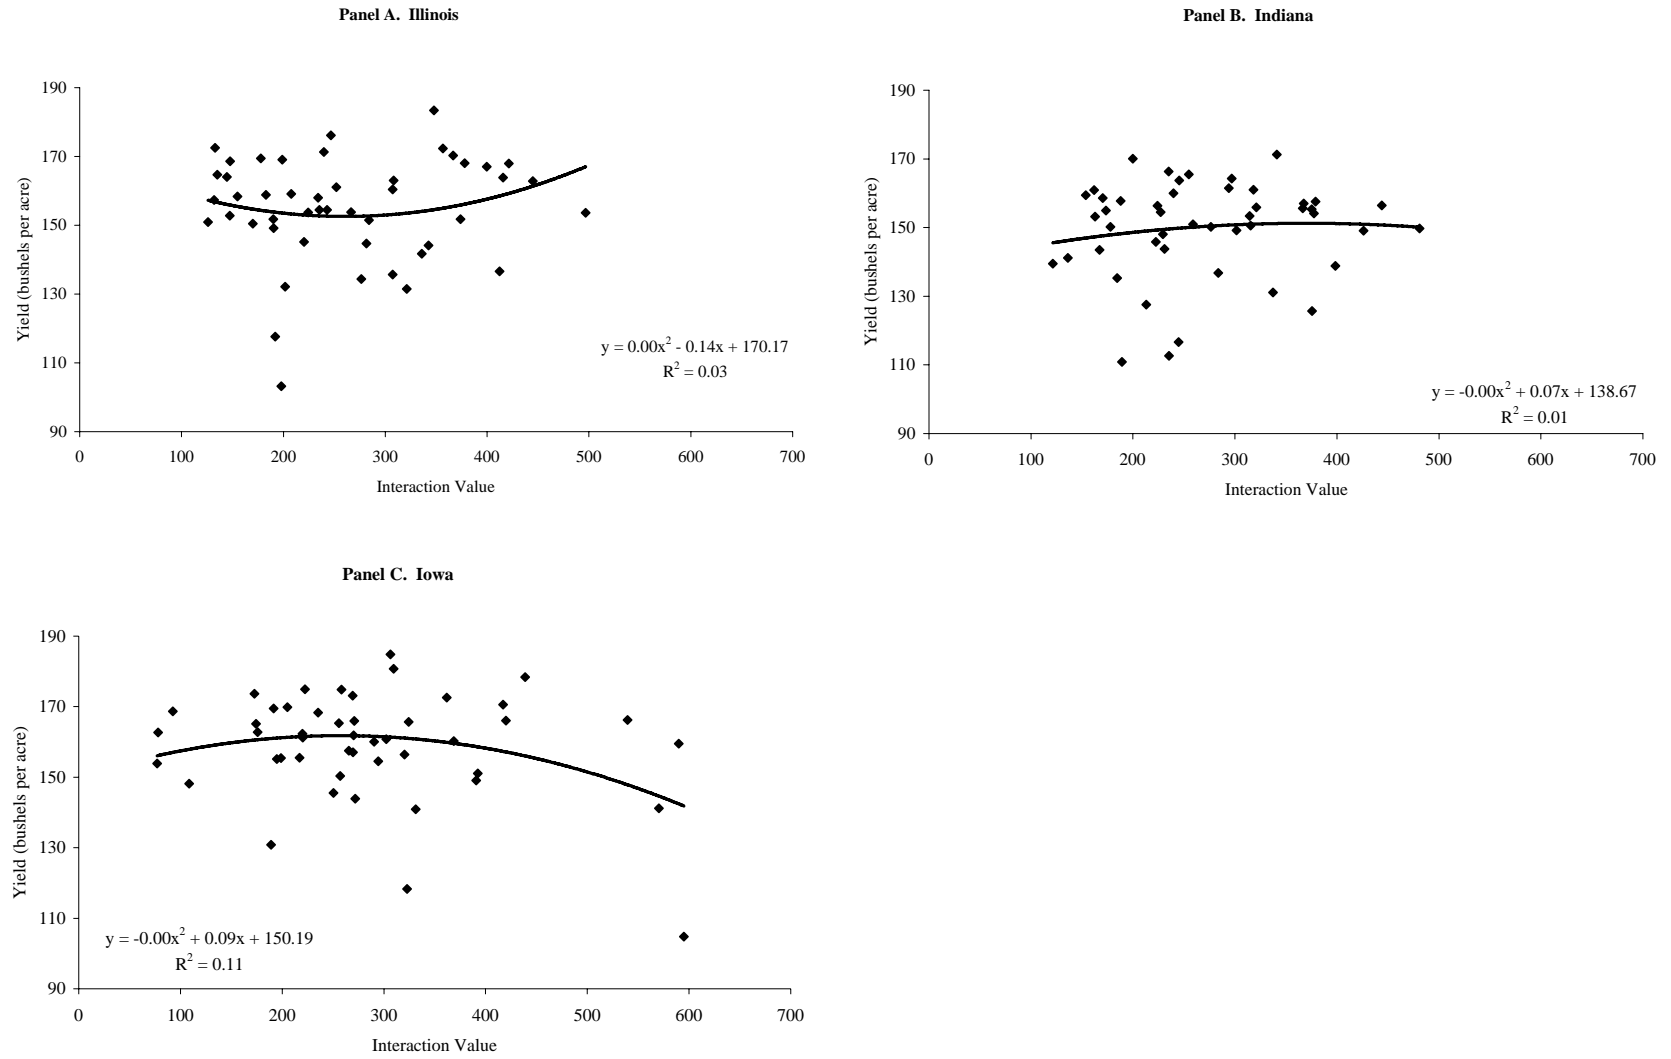 Panel A.  Illinois
190
170
150
130
110
90
0 100 200 300 400 500 600 700
Yield (bushels per acre)
Interaction Value
y = 0.00x² - 0.14x + 170.17
R² = 0.03
Panel B.  Indiana
190
170
150
130
110
90
0 100 200 300 400 500 600 700
Yield (bushels per acre)
Interaction Value
y = -0.00x² + 0.07x + 138.67
R² = 0.01
Panel C.  Iowa
190
170
150
130
110
90
0 100 200 300 400 500 600 700
Yield (bushels per acre)
Interaction Value
y = -0.00x² + 0.09x + 150.19
R² = 0.11